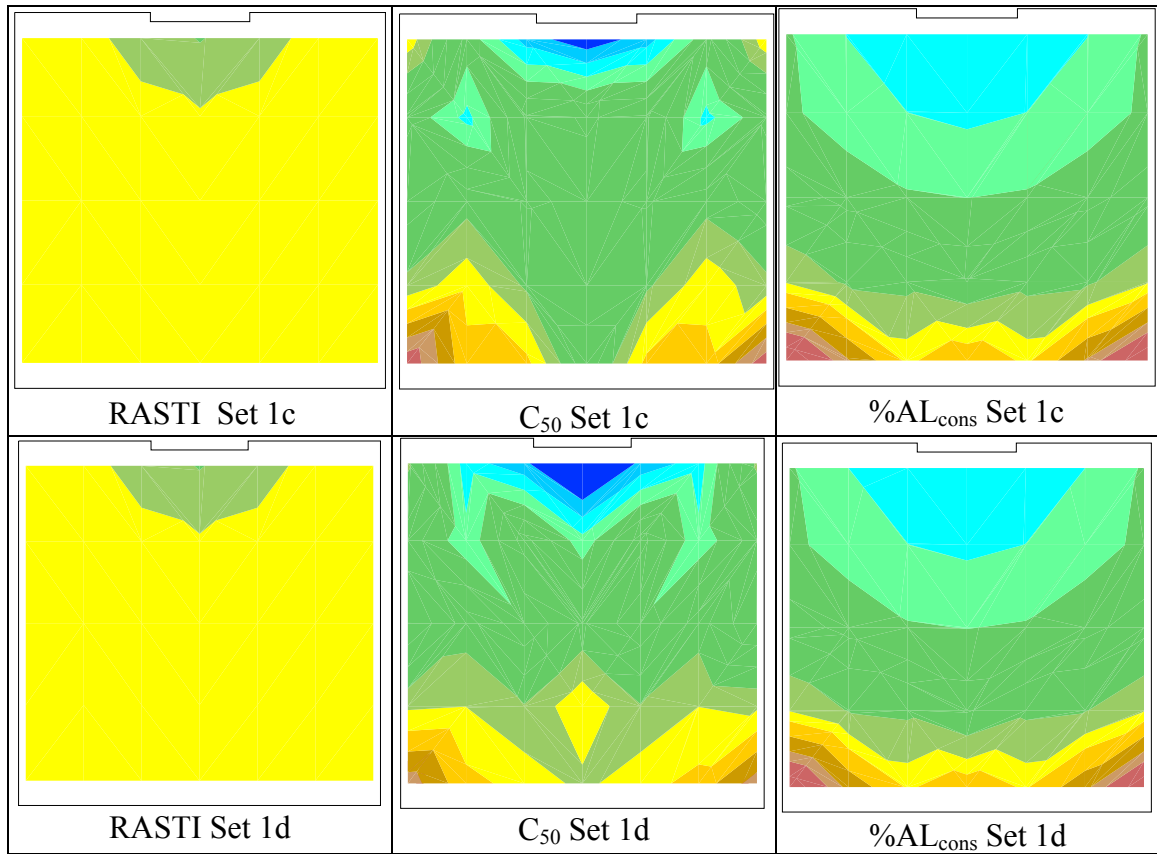 RASTI Set 1c
C50 Set 1c
%ALcons Set 1c
RASTI Set 1d
C50 Set 1d
%ALcons Set 1d